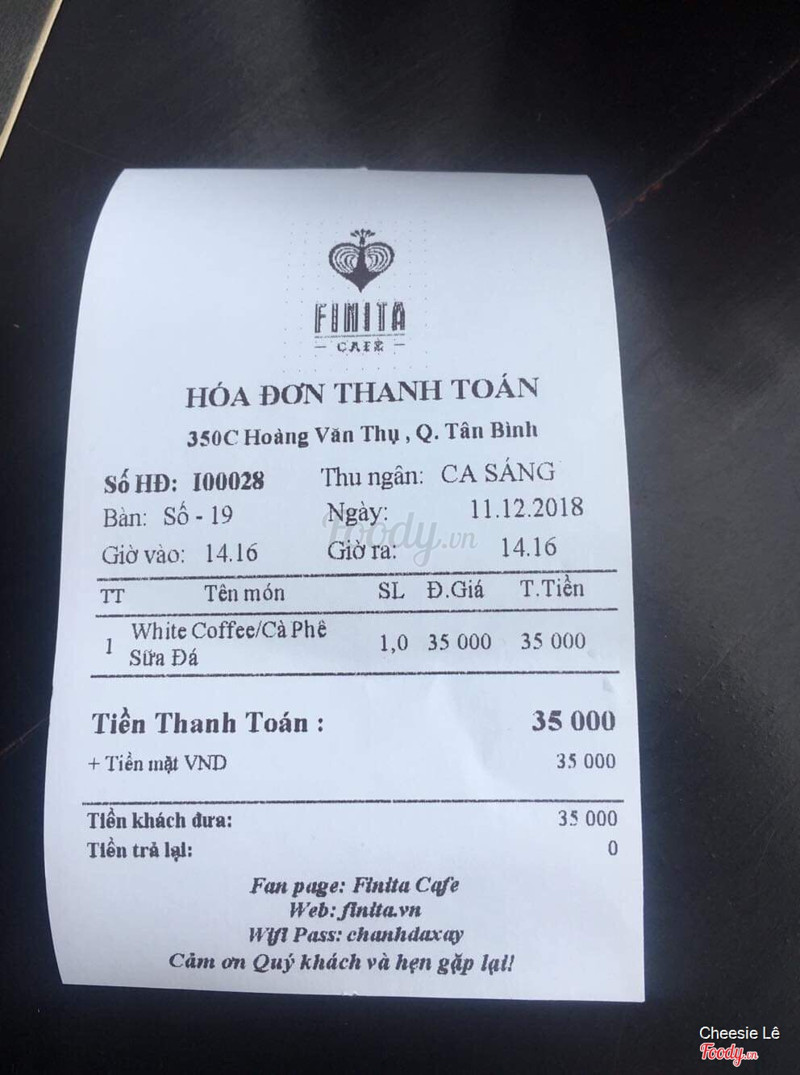 FINITA
CAFE
HÓA ĐƠN THANH TOÁN
350C Hoàng Văn Thụ , Q. Tân Bình
Số HĐ: I00028 Thu ngân: CA SÁNG
Bàn: Số - 19 Ngày: 11.12.2018
Foody.vn
Giờ vào: 14.16 Giờ ra: 14.16
TT Tên món SL Đ.Giá T.Tiền
1 White Coffee/Cà Phê Sữa Đá 1,0 35 000 35 000
Tiền Thanh Toán : 35 000
+ Tiền mặt VND 35 000
Tiền khách đưa: 35 000
Tiền trả lại: 0
Fan page: Finita Cafe
Web: finita.vn
Wifi Pass: chanhdaxay
Cảm ơn Quý khách và hẹn gặp lại!
Cheesie Lê
Foody.vn